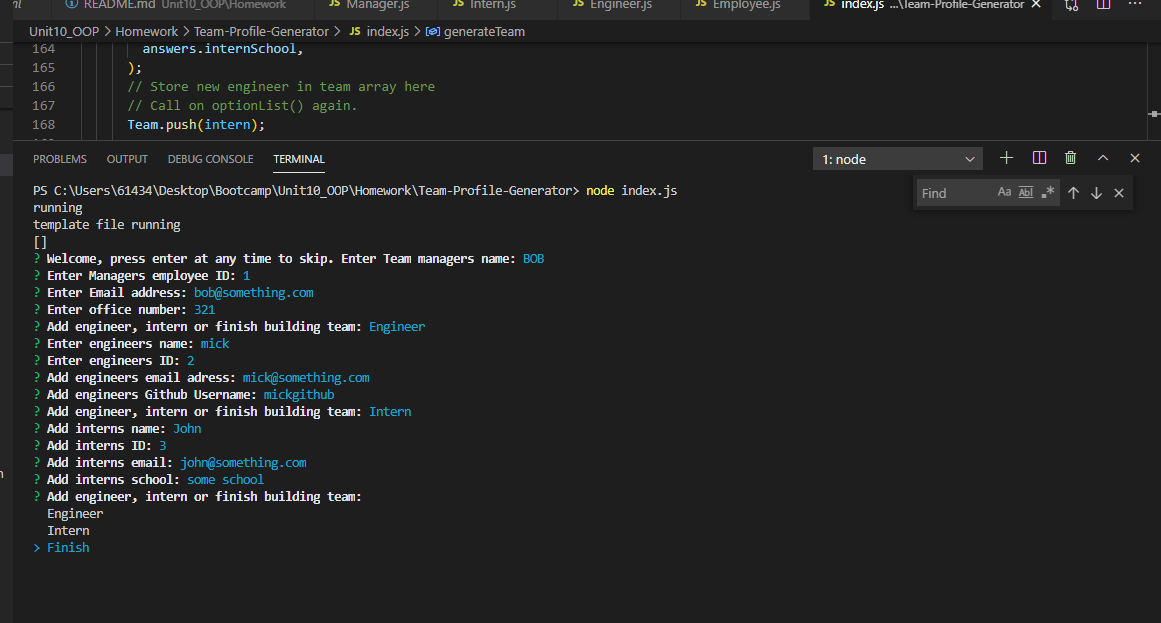 README.md Unit10_OOP\Homework JS Manager.js JS Intern.js JS Engineer.js JS Employee.js JS index.js ...\Team-Profile-Generator
Unit10_OOP > Homework > Team-Profile-Generator > JS index.js > generateTeam
164 answers.internSchool,
165 );
166 // Store new engineer in team array here
167 // Call on optionList() again.
168 Team.push(intern);
PROBLEMS OUTPUT DEBUG CONSOLE TERMINAL 1: node
PS C:\Users\61434\Desktop\Bootcamp\Unit10_OOP\Homework\Team-Profile-Generator> node index.js
Find Aa Abl .*
running
template file running
[]
? Welcome, press enter at any time to skip. Enter Team managers name: BOB
? Enter Managers employee ID: 1
? Enter Email address: bob@something.com
? Enter office number: 321
? Add engineer, intern or finish building team: Engineer
? Enter engineers name: mick
? Enter engineers ID: 2
? Add engineers email adress: mick@something.com
? Add engineers Github Username: mickgithub
? Add engineer, intern or finish building team: Intern
? Add interns name: John
? Add interns ID: 3
? Add interns email: john@something.com
? Add interns school: some school
? Add engineer, intern or finish building team:
Engineer
Intern
> Finish